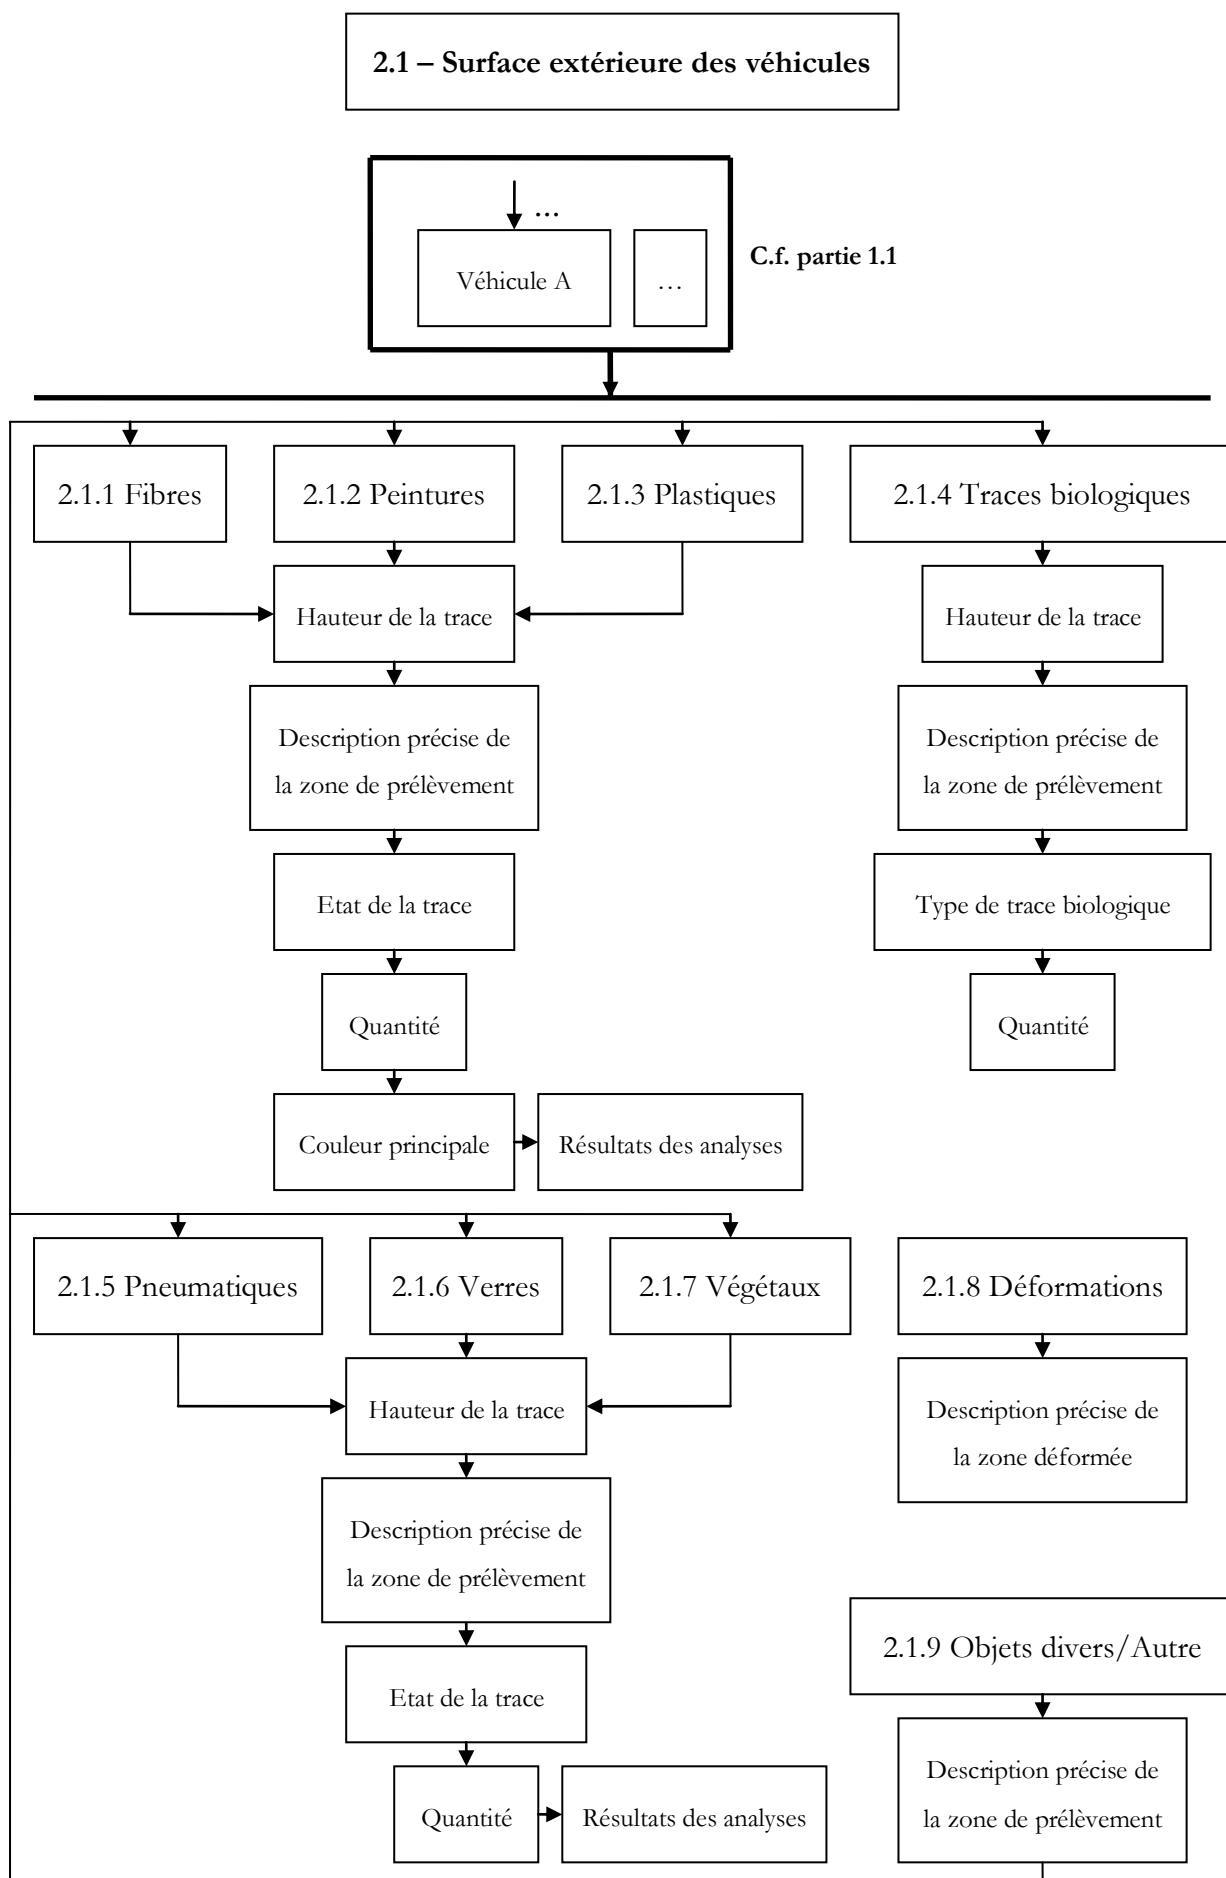 2.1 – Surface extérieure des véhicules
...
Véhicule A
…
C.f. partie 1.1
2.1.1 Fibres
2.1.2 Peintures
2.1.3 Plastiques
2.1.4 Traces biologiques
Hauteur de la trace
Hauteur de la trace
Description précise de
la zone de prélèvement
Description précise de
la zone de prélèvement
Etat de la trace
Type de trace biologique
Quantité
Quantité
Couleur principale
Résultats des analyses
2.1.5 Pneumatiques
2.1.6 Verres
2.1.7 Végétaux
2.1.8 Déformations
Hauteur de la trace
Description précise de
la zone déformée
Description précise de
la zone de prélèvement
2.1.9 Objets divers/Autre
Etat de la trace
Description précise de
la zone de prélèvement
Quantité
Résultats des analyses